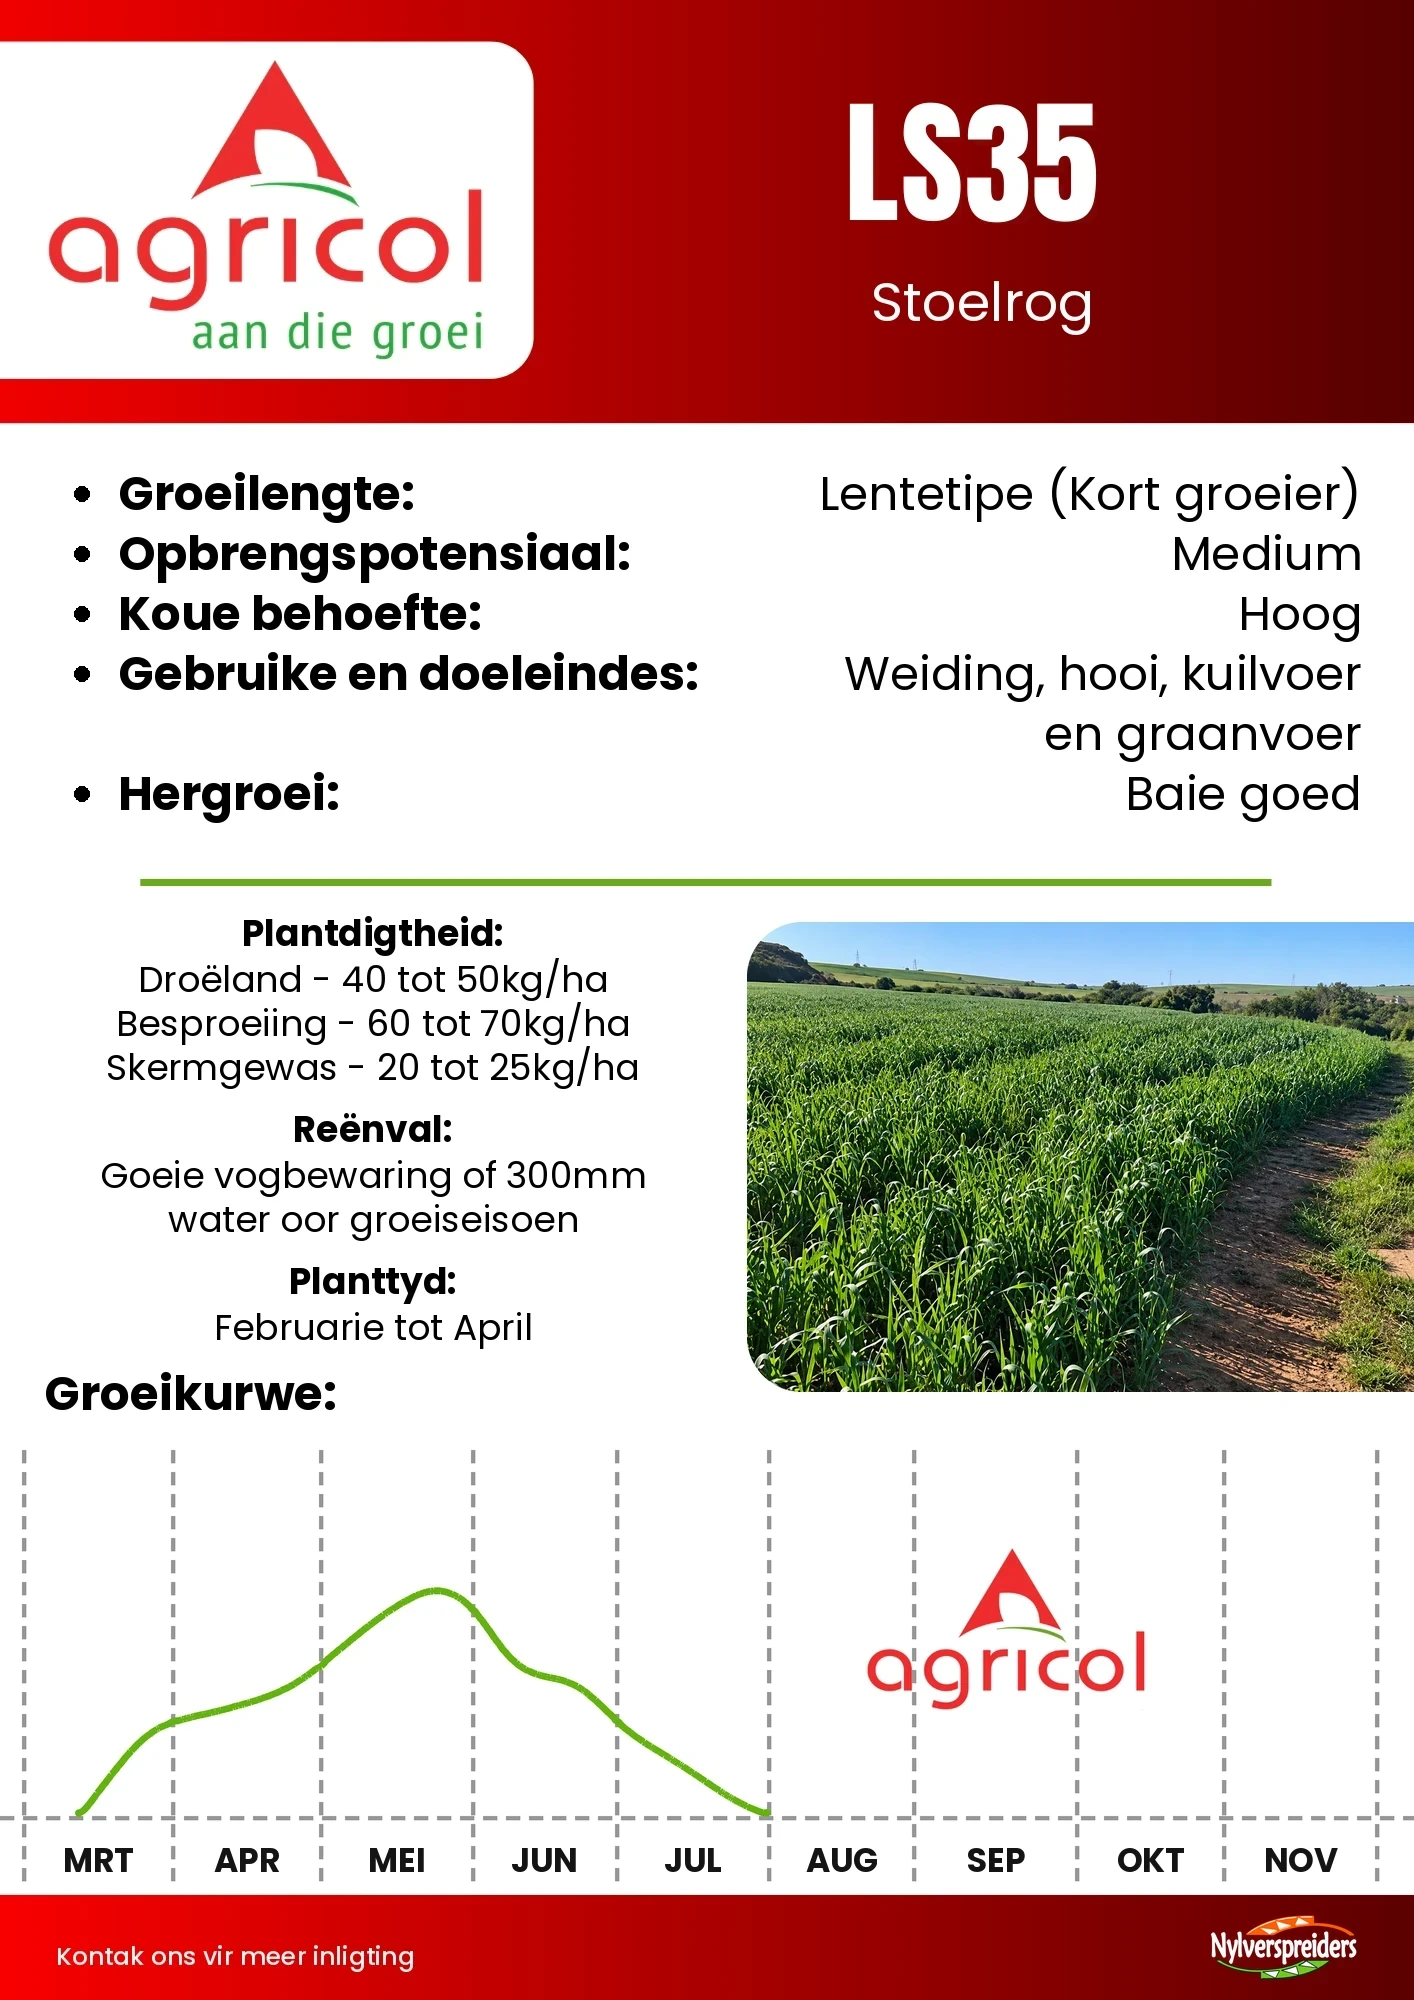 agricol
aan die groei
LS35
Stoelrog
Groeilengte: Lentetipe (Kort groeier)
Opbrengspotensiaal: Medium
Koue behoefte: Hoog
Gebruike en doeleindes: Weiding, hooi, kuilvoer
en graanvoer
Hergroei: Baie goed
Plantdigtheid:
Droëland - 40 tot 50kg/ha
Besproeiing - 60 tot 70kg/ha
Skermgewas - 20 tot 25kg/ha
Reënval:
Goeie vogbewaring of 300mm
water oor groeiseisoen
Planttyd:
Februarie tot April
Groeikurwe:
agricol
MRT APR MEI JUN JUL AUG SEP OKT NOV
Kontak ons vir meer inligting
Nylverspreiders